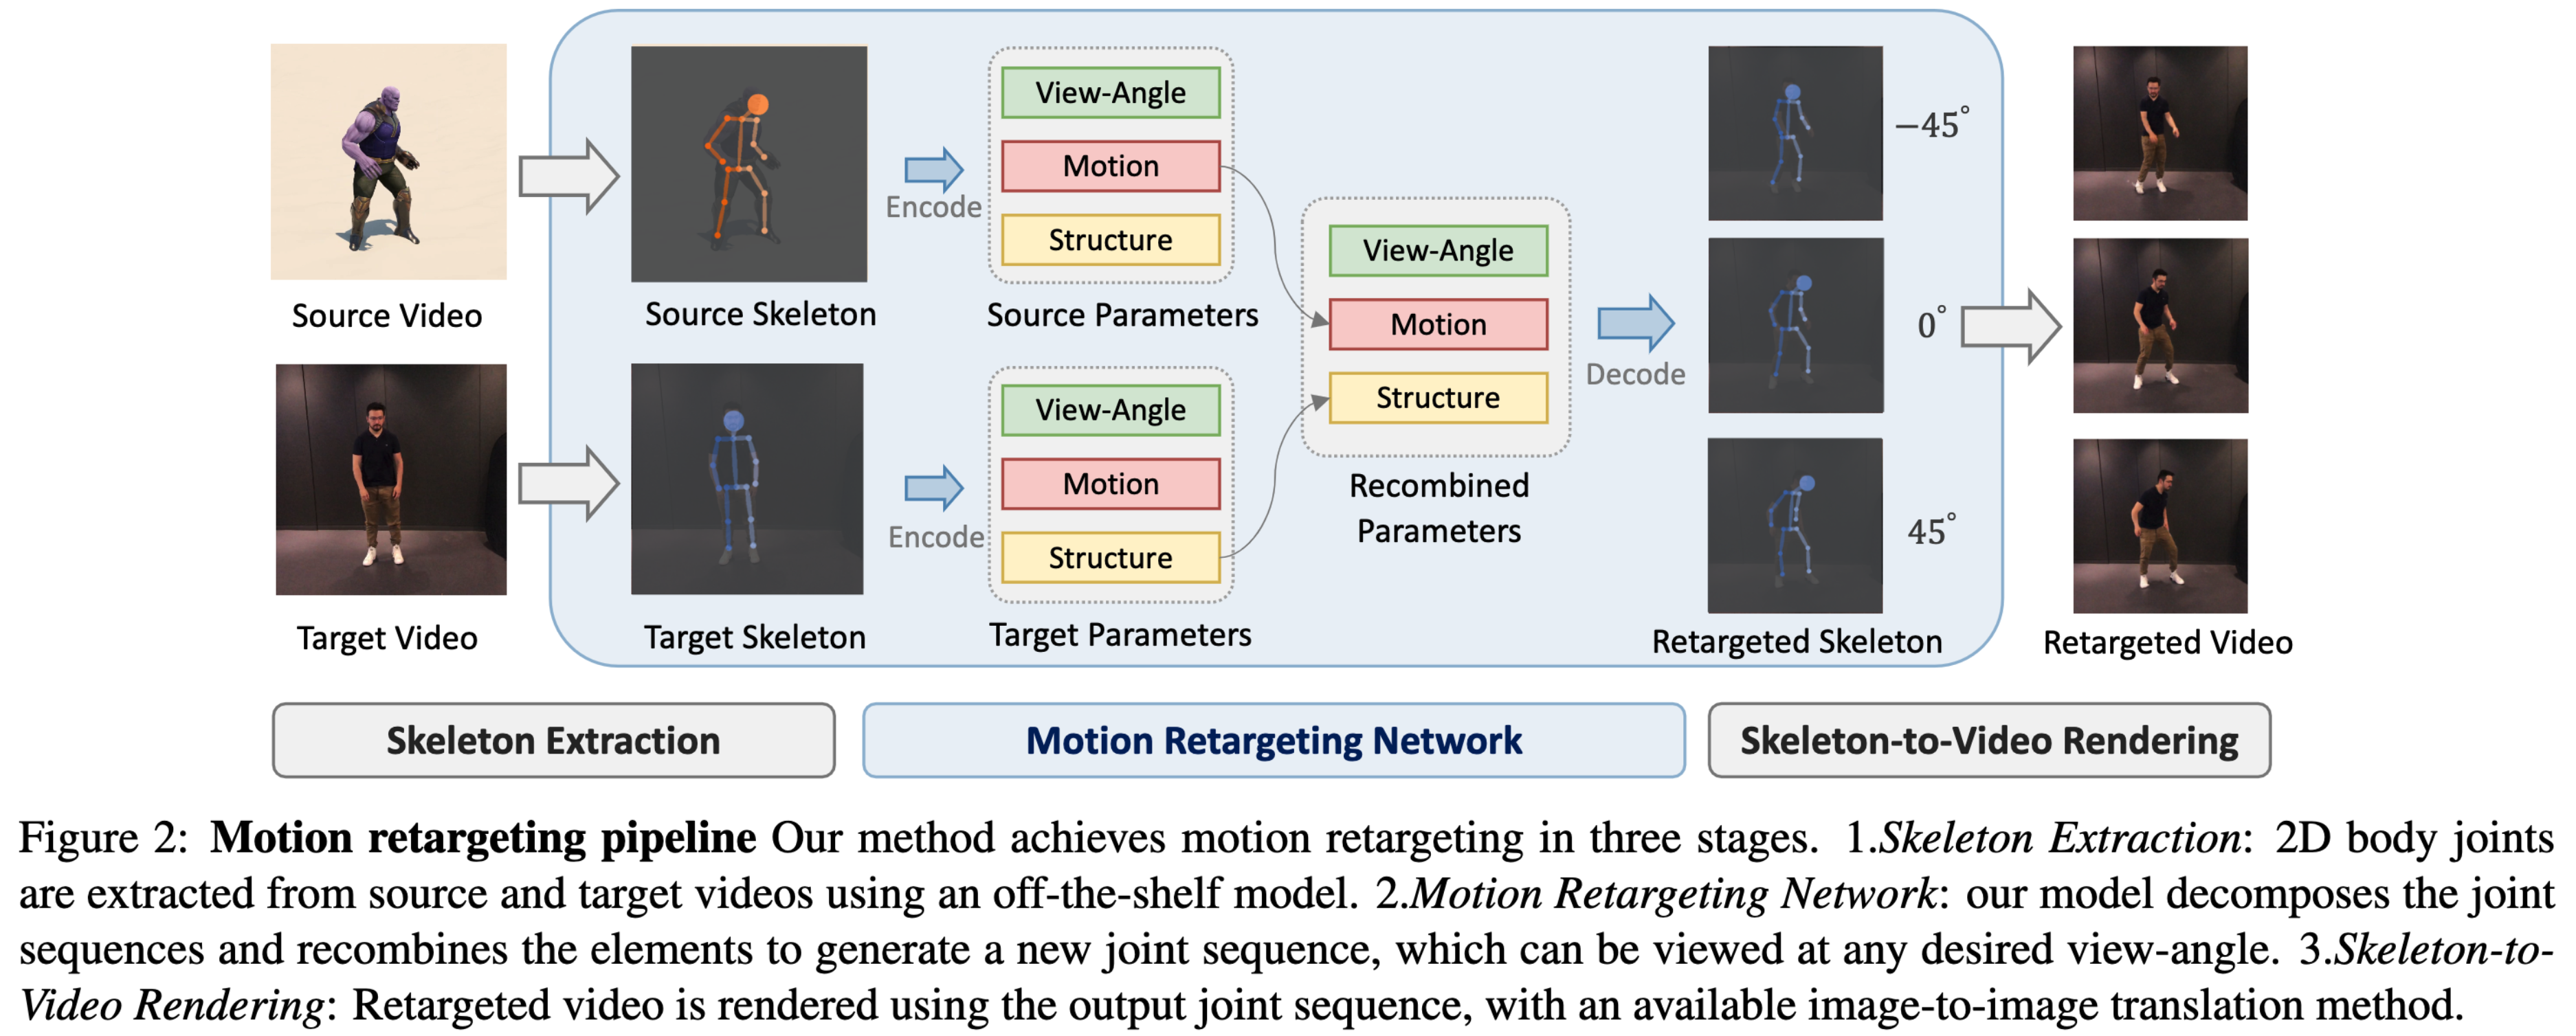 View-Angle
Motion
Structure
Encode
Source Video
Source Skeleton
Source Parameters
View-Angle
Motion
Structure
Encode
Target Video
Target Skeleton
Target Parameters
View-Angle
Motion
Structure
Recombined
Parameters
Decode
−45°
0°
45°
Retargeted Skeleton
Retargeted Video
Skeleton Extraction
Motion Retargeting Network
Skeleton-to-Video Rendering
Figure 2: Motion retargeting pipeline Our method achieves motion retargeting in three stages. 1.Skeleton Extraction: 2D body joints
are extracted from source and target videos using an off-the-shelf model. 2.Motion Retargeting Network: our model decomposes the joint
sequences and recombines the elements to generate a new joint sequence, which can be viewed at any desired view-angle. 3.Skeleton-to-
Video Rendering: Retargeted video is rendered using the output joint sequence, with an available image-to-image translation method.